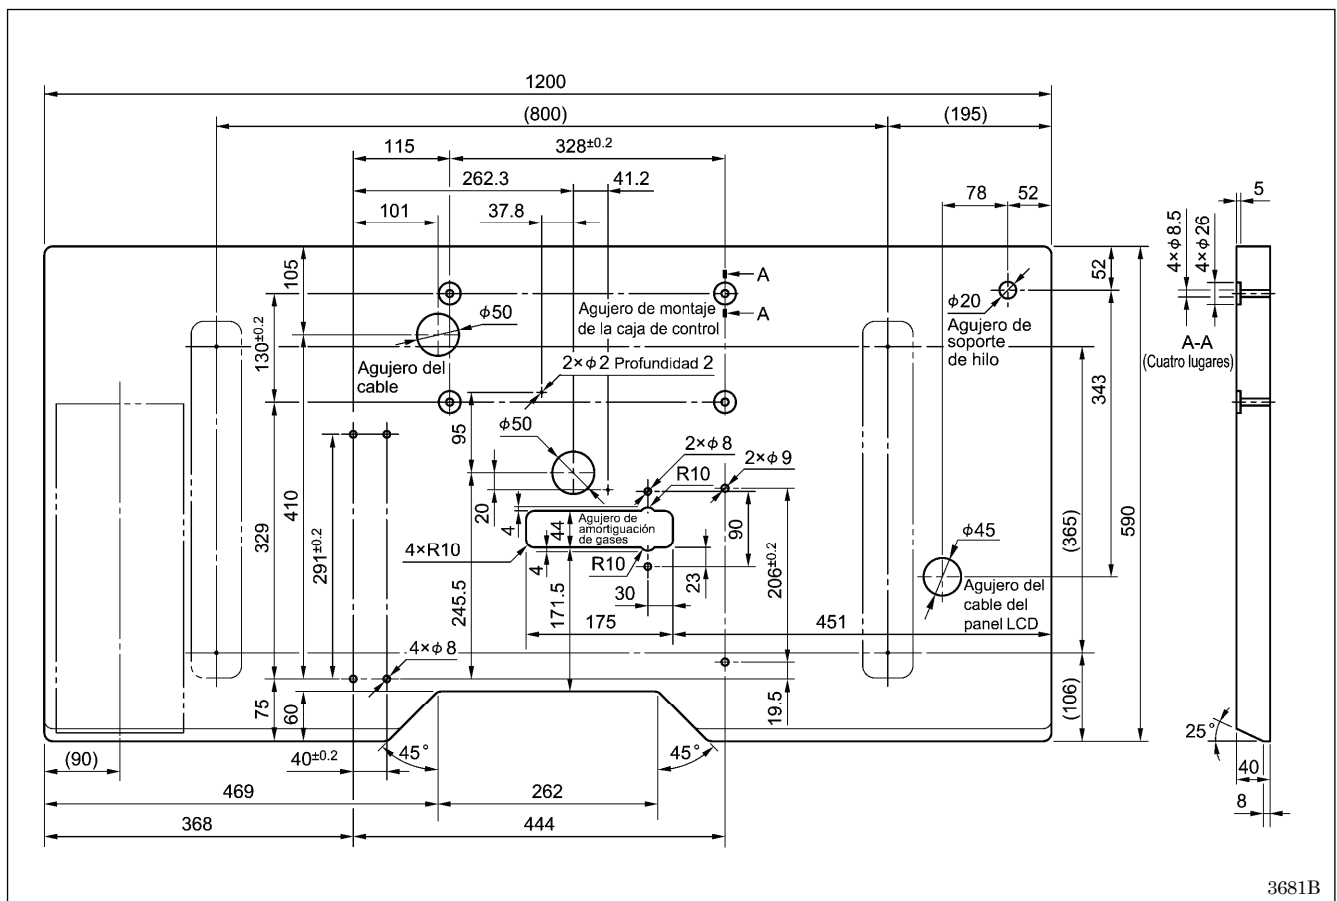 1200
(800)
(195)
115
328±0.2
262.3
41.2
101
37.8
78
52
5
4×φ8.5
4×φ26
105
52
A
A
φ50
Agujero de montaje
de la caja de control
φ20
Agujero de
soporte
de hilo
A-A
(Cuatro lugares)
130±0.2
Agujero del
cable
2×φ2 Profundidad 2
343
95
φ50
2×φ8
2×φ9
R10
20
4
44
Agujero de
amortiguación
de gases
90
410
329
291±0.2
4×R10
4
R10
23
206±0.2
φ45
(365)
590
Agujero del
cable del
panel LCD
245.5
171.5
30
175
451
4×φ8
75
60
19.5
(106)
25°
(90)
40±0.2
45°
45°
40
469
262
8
368
444
3681B